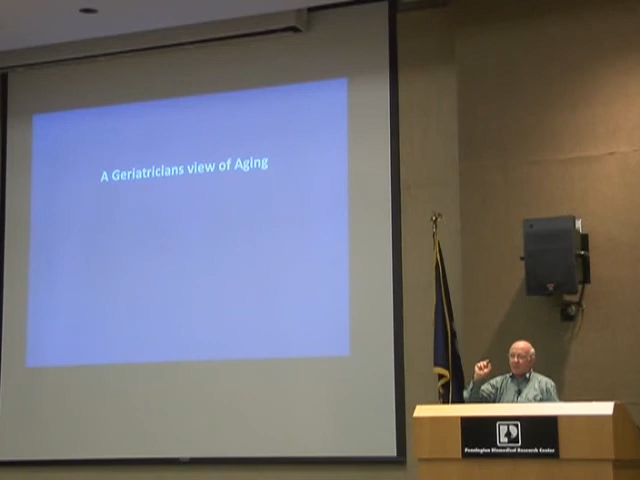 A Geriatricians view of Aging
Pennington Biomedical Research Center